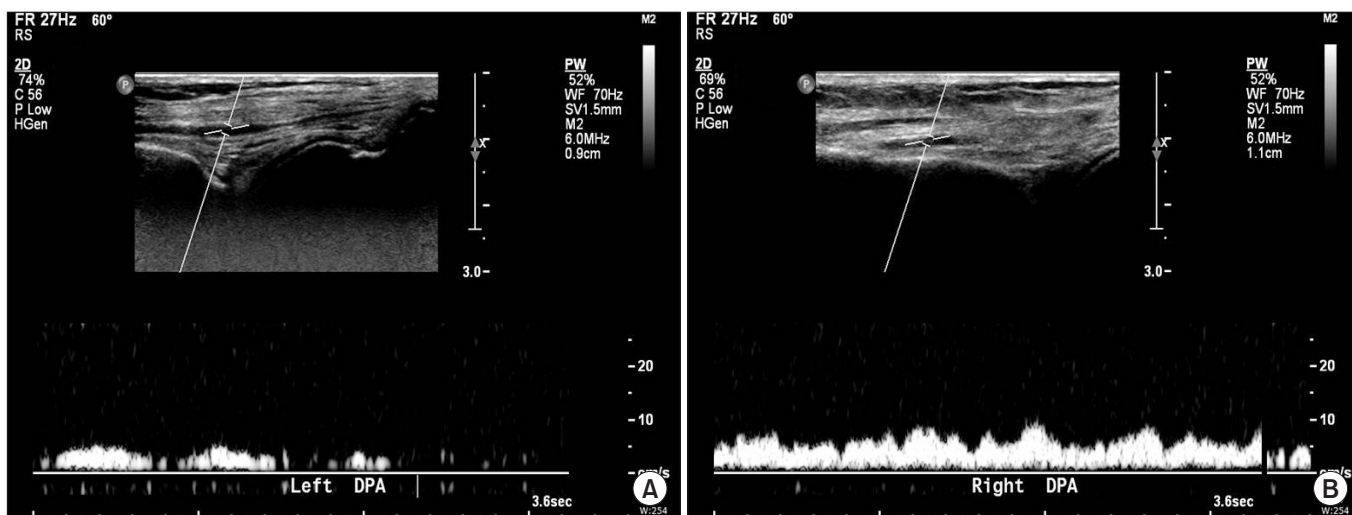 FR 27Hz 60°
RS
M2
2D
74%
C 56
P Low
HGen
P
PW
52%
WF 70Hz
SV1.5mm
M2
6.0MHz
0.9cm
x
3.0
20
10
cm/s
Left DPA
3.6sec
A
W:254
FR 27Hz 60°
RS
M2
2D
69%
C 56
P Low
HGen
P
PW
52%
WF 70Hz
SV1.5mm
M2
6.0MHz
1.1cm
x
3.0
20
10
cm/s
Right DPA
3.6sec
B
W:254